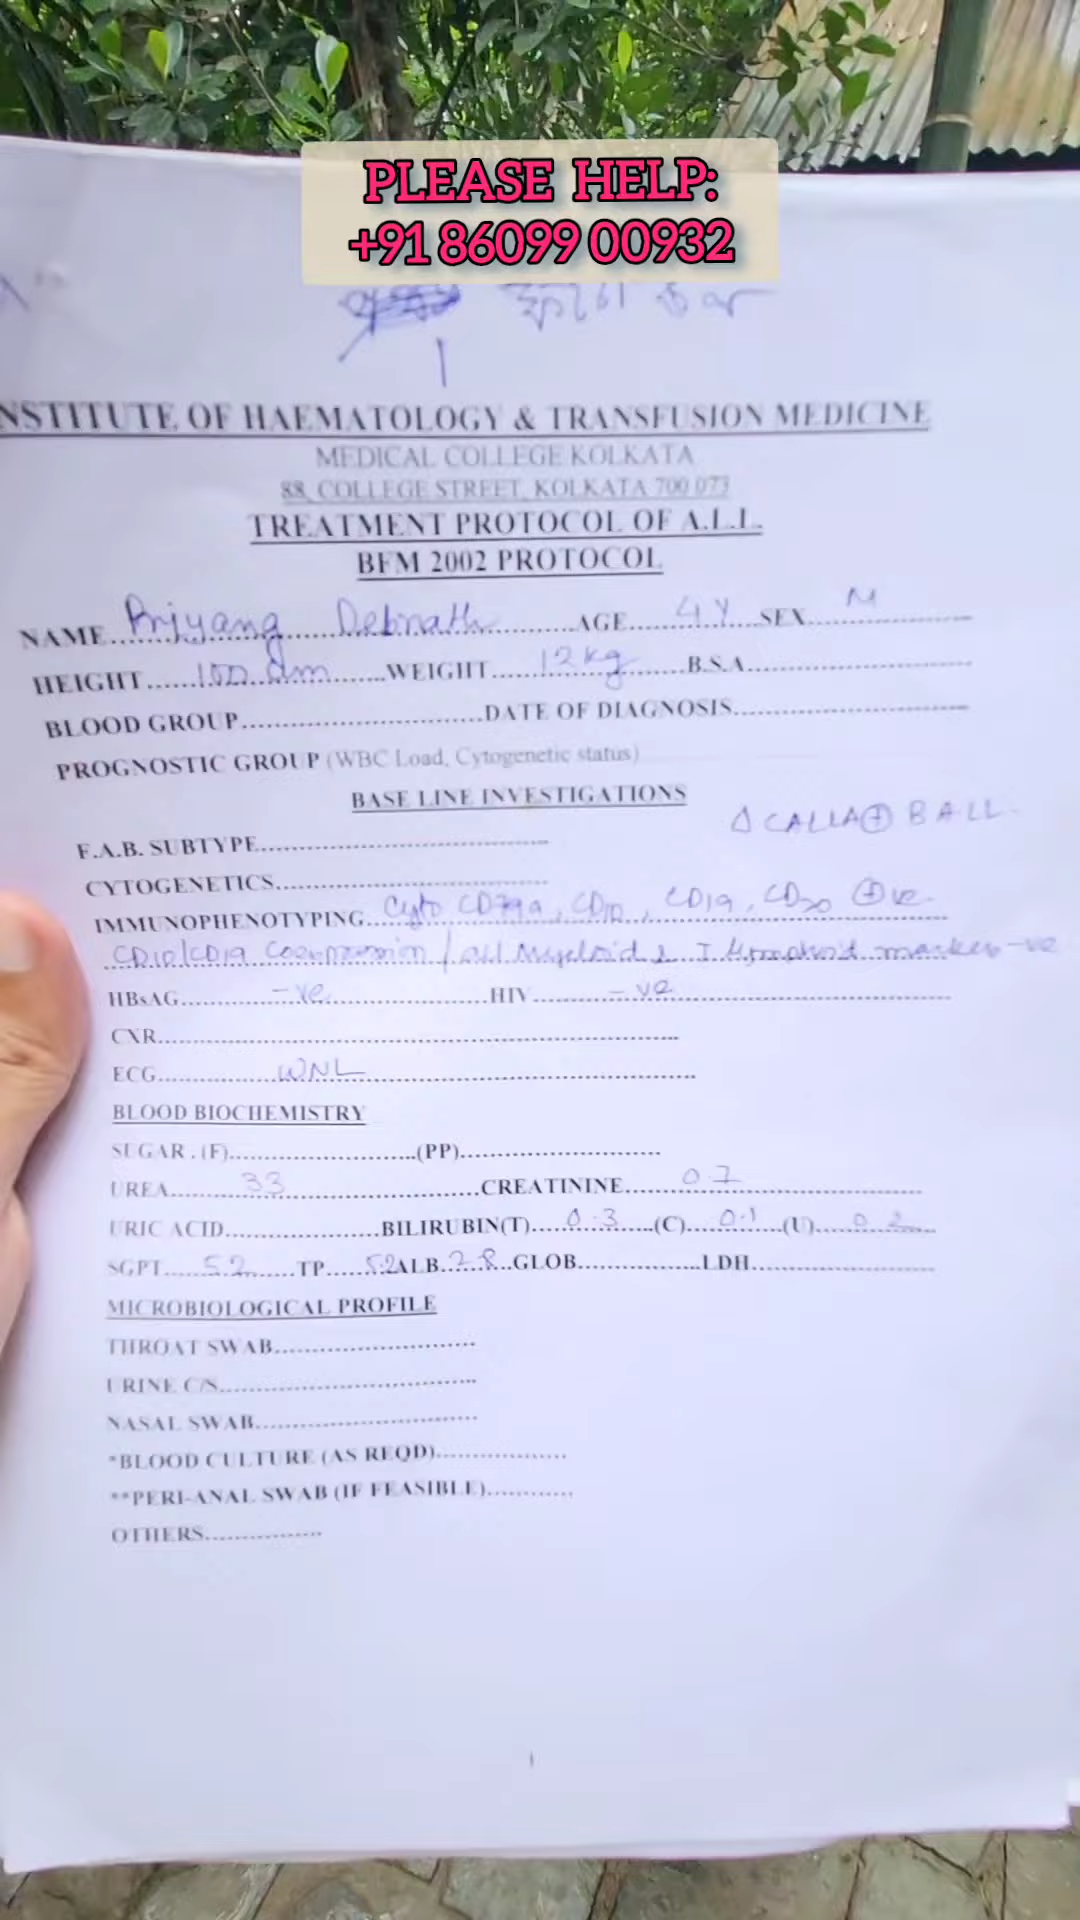 PLEASE HELP:
+91 86099 00932
NSTITUTE OF HAEMATOLOGY & TRANSFUSION MEDICINE
MEDICAL COLLEGE KOLKATA
88, COLLEGE STREET, KOLKATA 700 073
TREATMENT PROTOCOL OF A.L.L.
BFM 2002 PROTOCOL
NAME....Priyang Debnath....AGE....4 Y....SEX....M....
HEIGHT....100 cm....WEIGHT....12 kg....B.S.A....
BLOOD GROUP....DATE OF DIAGNOSIS....
PROGNOSTIC GROUP (WBC Load, Cytogenetic status)
BASE LINE INVESTIGATIONS
Δ CALLA⊕ B ALL.
F.A.B. SUBTYPE....
CYTOGENETICS....
IMMUNOPHENOTYPING....Cyto CD79a, CD10, CD19, CD20 ⊕ve.
CD10/CD19 Coexpression / all Myeloid & T lymphoid marker -ve
HBsAG....-ve....HIV....-ve....
CXR....
ECG....WNL....
BLOOD BIOCHEMISTRY
SUGAR . (F)....(PP)....
UREA....33....CREATININE....0.7....
URIC ACID....BILIRUBIN(T)....0.3....(C)....0.1....(U)....0.2....
SGPT....52....TP....5.2ALB.2.8..GLOB....LDH....
MICROBIOLOGICAL PROFILE
THROAT SWAB....
URINE C/S....
NASAL SWAB....
*BLOOD CULTURE (AS REQD)....
**PERI-ANAL SWAB (IF FEASIBLE)....
OTHERS....
1